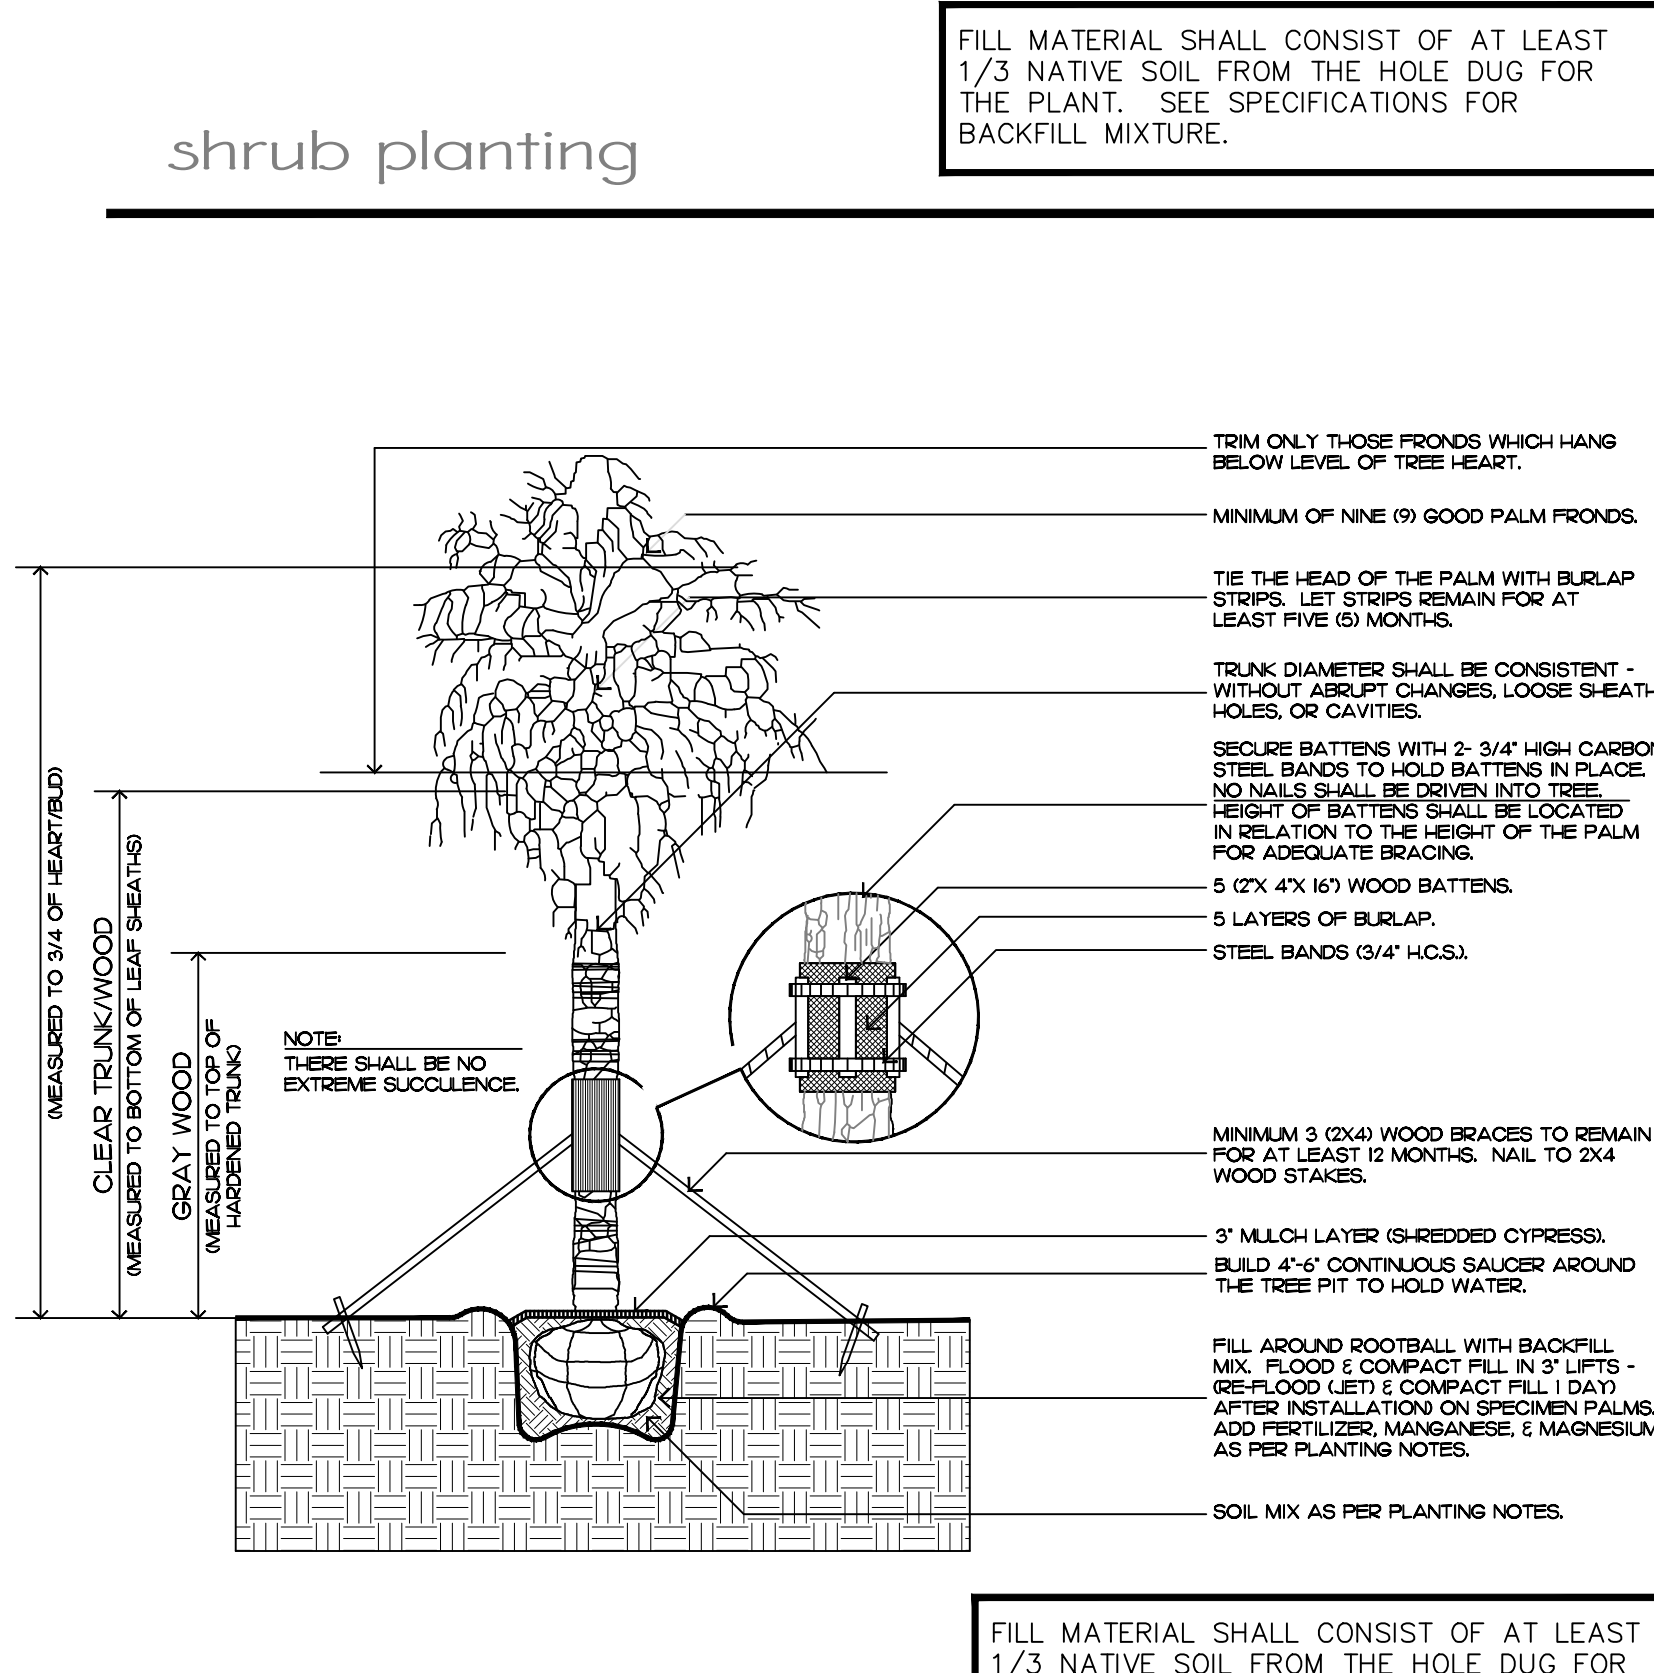 FILL MATERIAL SHALL CONSIST OF AT LEAST
1/3 NATIVE SOIL FROM THE HOLE DUG FOR
THE PLANT.  SEE SPECIFICATIONS FOR
BACKFILL MIXTURE.
shrub planting
TRIM ONLY THOSE FRONDS WHICH HANG
BELOW LEVEL OF TREE HEART.
MINIMUM OF NINE (9) GOOD PALM FRONDS.
TIE THE HEAD OF THE PALM WITH BURLAP
STRIPS.  LET STRIPS REMAIN FOR AT
LEAST FIVE (5) MONTHS.
TRUNK DIAMETER SHALL BE CONSISTENT -
WITHOUT ABRUPT CHANGES, LOOSE SHEATH
HOLES, OR CAVITIES.
SECURE BATTENS WITH 2- 3/4" HIGH CARBON
STEEL BANDS TO HOLD BATTENS IN PLACE.
NO NAILS SHALL BE DRIVEN INTO TREE.
HEIGHT OF BATTENS SHALL BE LOCATED
IN RELATION TO THE HEIGHT OF THE PALM
FOR ADEQUATE BRACING.
5 (2"X 4"X 16") WOOD BATTENS.
5 LAYERS OF BURLAP.
STEEL BANDS (3/4" H.C.S.).
(MEASURED TO 3/4 OF HEART/BUD)
CLEAR TRUNK/WOOD
(MEASURED TO BOTTOM OF LEAF SHEATHS)
GRAY WOOD
(MEASURED TO TOP OF
HARDENED TRUNK)
NOTE:
THERE SHALL BE NO
EXTREME SUCCULENCE.
MINIMUM 3 (2X4) WOOD BRACES TO REMAIN
FOR AT LEAST 12 MONTHS.  NAIL TO 2X4
WOOD STAKES.
3" MULCH LAYER (SHREDDED CYPRESS).
BUILD 4"-6" CONTINUOUS SAUCER AROUND
THE TREE PIT TO HOLD WATER.
FILL AROUND ROOTBALL WITH BACKFILL
MIX.  FLOOD & COMPACT FILL IN 3" LIFTS -
(RE-FLOOD (JET) & COMPACT FILL 1 DAY)
AFTER INSTALLATION) ON SPECIMEN PALMS.
ADD FERTILIZER, MANGANESE, & MAGNESIUM
AS PER PLANTING NOTES.
SOIL MIX AS PER PLANTING NOTES.
FILL MATERIAL SHALL CONSIST OF AT LEAST
1/3 NATIVE SOIL FROM THE HOLE DUG FOR